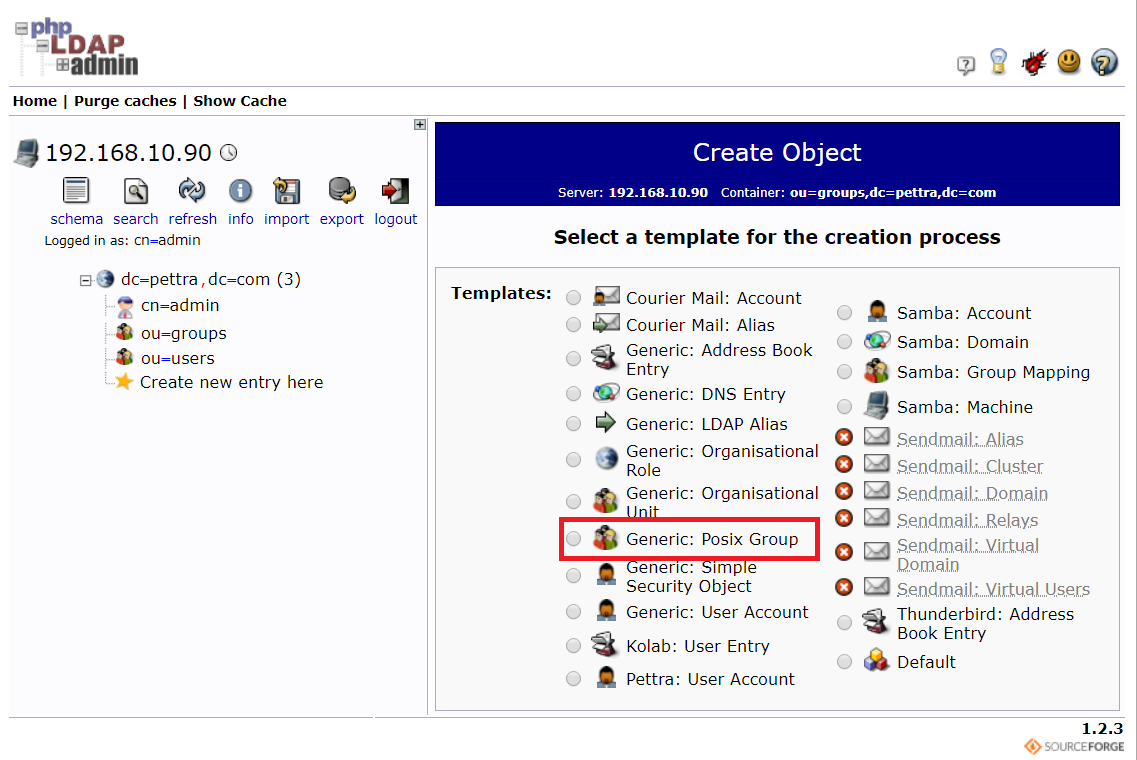 php
LDAP
admin
Home | Purge caches | Show Cache
192.168.10.90
schema search refresh info import export logout
Logged in as: cn=admin
dc=pettra,dc=com (3)
cn=admin
ou=groups
ou=users
Create new entry here
Create Object
Server: 192.168.10.90 Container: ou=groups,dc=pettra,dc=com
Select a template for the creation process
Templates:
Courier Mail: Account
Courier Mail: Alias
Generic: Address Book
Entry
Generic: DNS Entry
Generic: LDAP Alias
Generic: Organisational
Role
Generic: Organisational
Unit
Generic: Posix Group
Generic: Simple
Security Object
Generic: User Account
Kolab: User Entry
Pettra: User Account
Samba: Account
Samba: Domain
Samba: Group Mapping
Samba: Machine
Sendmail: Alias
Sendmail: Cluster
Sendmail: Domain
Sendmail: Relays
Sendmail: Virtual
Domain
Sendmail: Virtual Users
Thunderbird: Address
Book Entry
Default
1.2.3
SOURCEFORGE